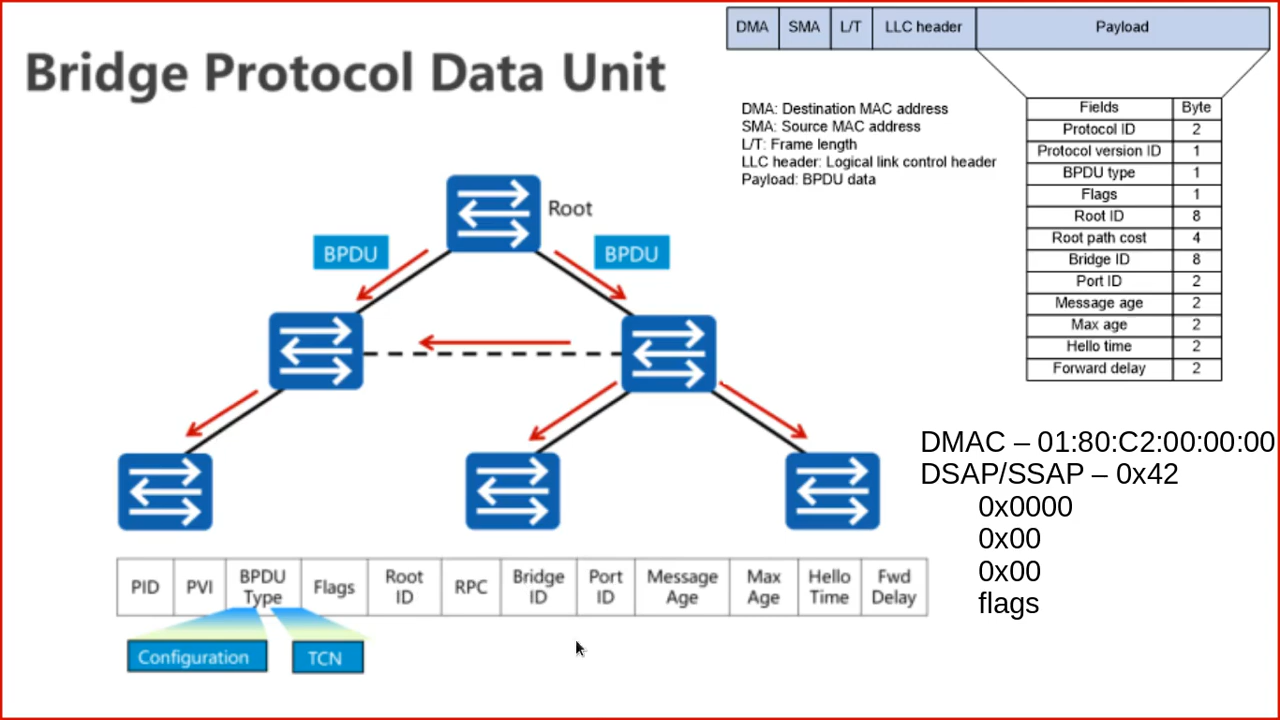 DMA SMA L/T LLC header Payload
Bridge Protocol Data Unit
DMA: Destination MAC address
SMA: Source MAC address
L/T: Frame length
LLC header: Logical link control header
Payload: BPDU data
Fields Byte
Protocol ID 2
Protocol version ID 1
BPDU type 1
Flags 1
Root ID 8
Root path cost 4
Bridge ID 8
Port ID 2
Message age 2
Max age 2
Hello time 2
Forward delay 2
Root
BPDU BPDU
DMAC – 01:80:C2:00:00:00
DSAP/SSAP – 0x42
0x0000
0x00
0x00
flags
PID PVI BPDU Type Flags Root ID RPC Bridge ID Port ID Message Age Max Age Hello Time Fwd Delay
Configuration TCN